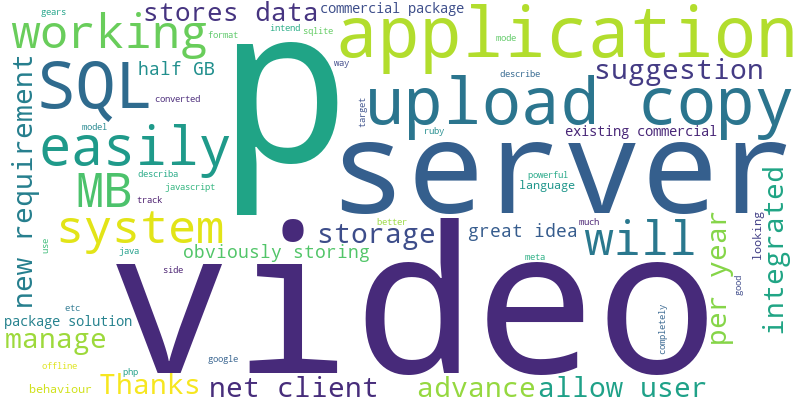 gears
stores data
commercial package
working
format
intend
sqlite
application
mode
p
way
SQL
half GB
describe
suggestion
converted
target
upload copy
new requirement
model
easily
ruby
existing commercial
server
describa
javascript
MB
track
powerful
language
integrated
system
storage
better
great idea
much
will
per year
looking
use
java
obviously storing
meta
video
side
good
etc
package solution
manage
google
completely
offline
php
behaviour
Thanks
net client
advance
allow user